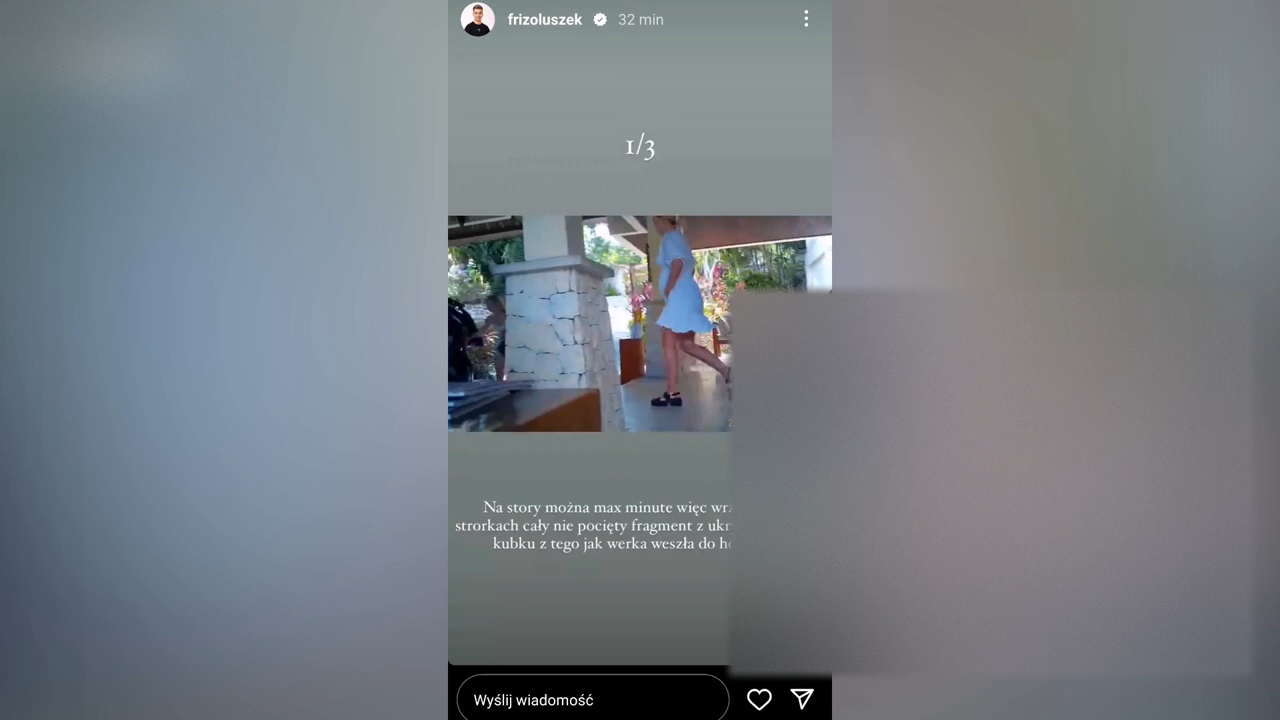 frizoluszek 32 min
1/3
Na story można max minute więc
strorkach cały nie pocięty fragment z
kubku z tego jak werka weszła do
Wyślij wiadomość